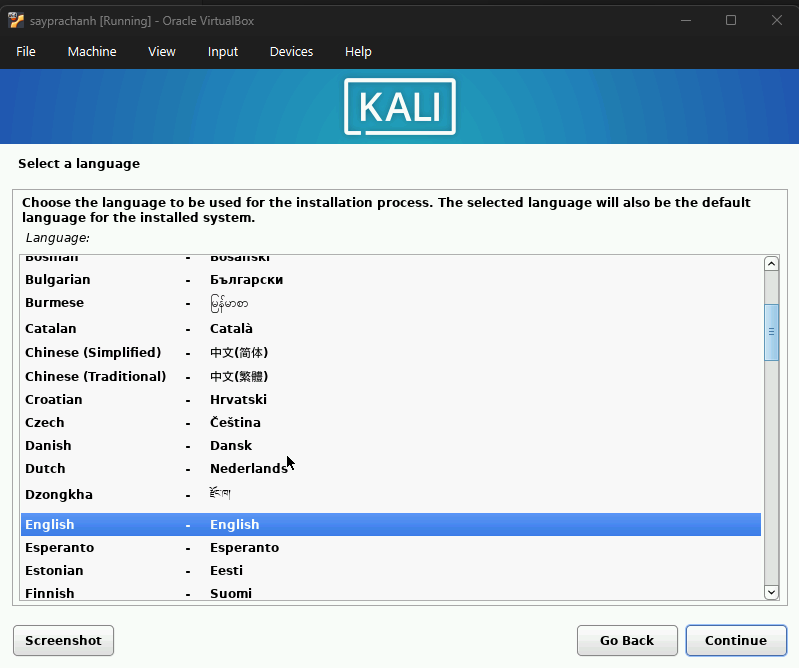 sayprachanh [Running] - Oracle VirtualBox
File Machine View Input Devices Help
KALI
Select a language
Choose the language to be used for the installation process. The selected language will also be the default
language for the installed system.
Language:
Bosnian - Bosanski
Bulgarian - Български
Burmese - မြန်မာစာ
Catalan - Català
Chinese (Simplified) - 中文(简体)
Chinese (Traditional) - 中文(繁體)
Croatian - Hrvatski
Czech - Čeština
Danish - Dansk
Dutch - Nederlands
Dzongkha - རྫོང་ཁ།
English - English
Esperanto - Esperanto
Estonian - Eesti
Finnish - Suomi
Screenshot Go Back Continue